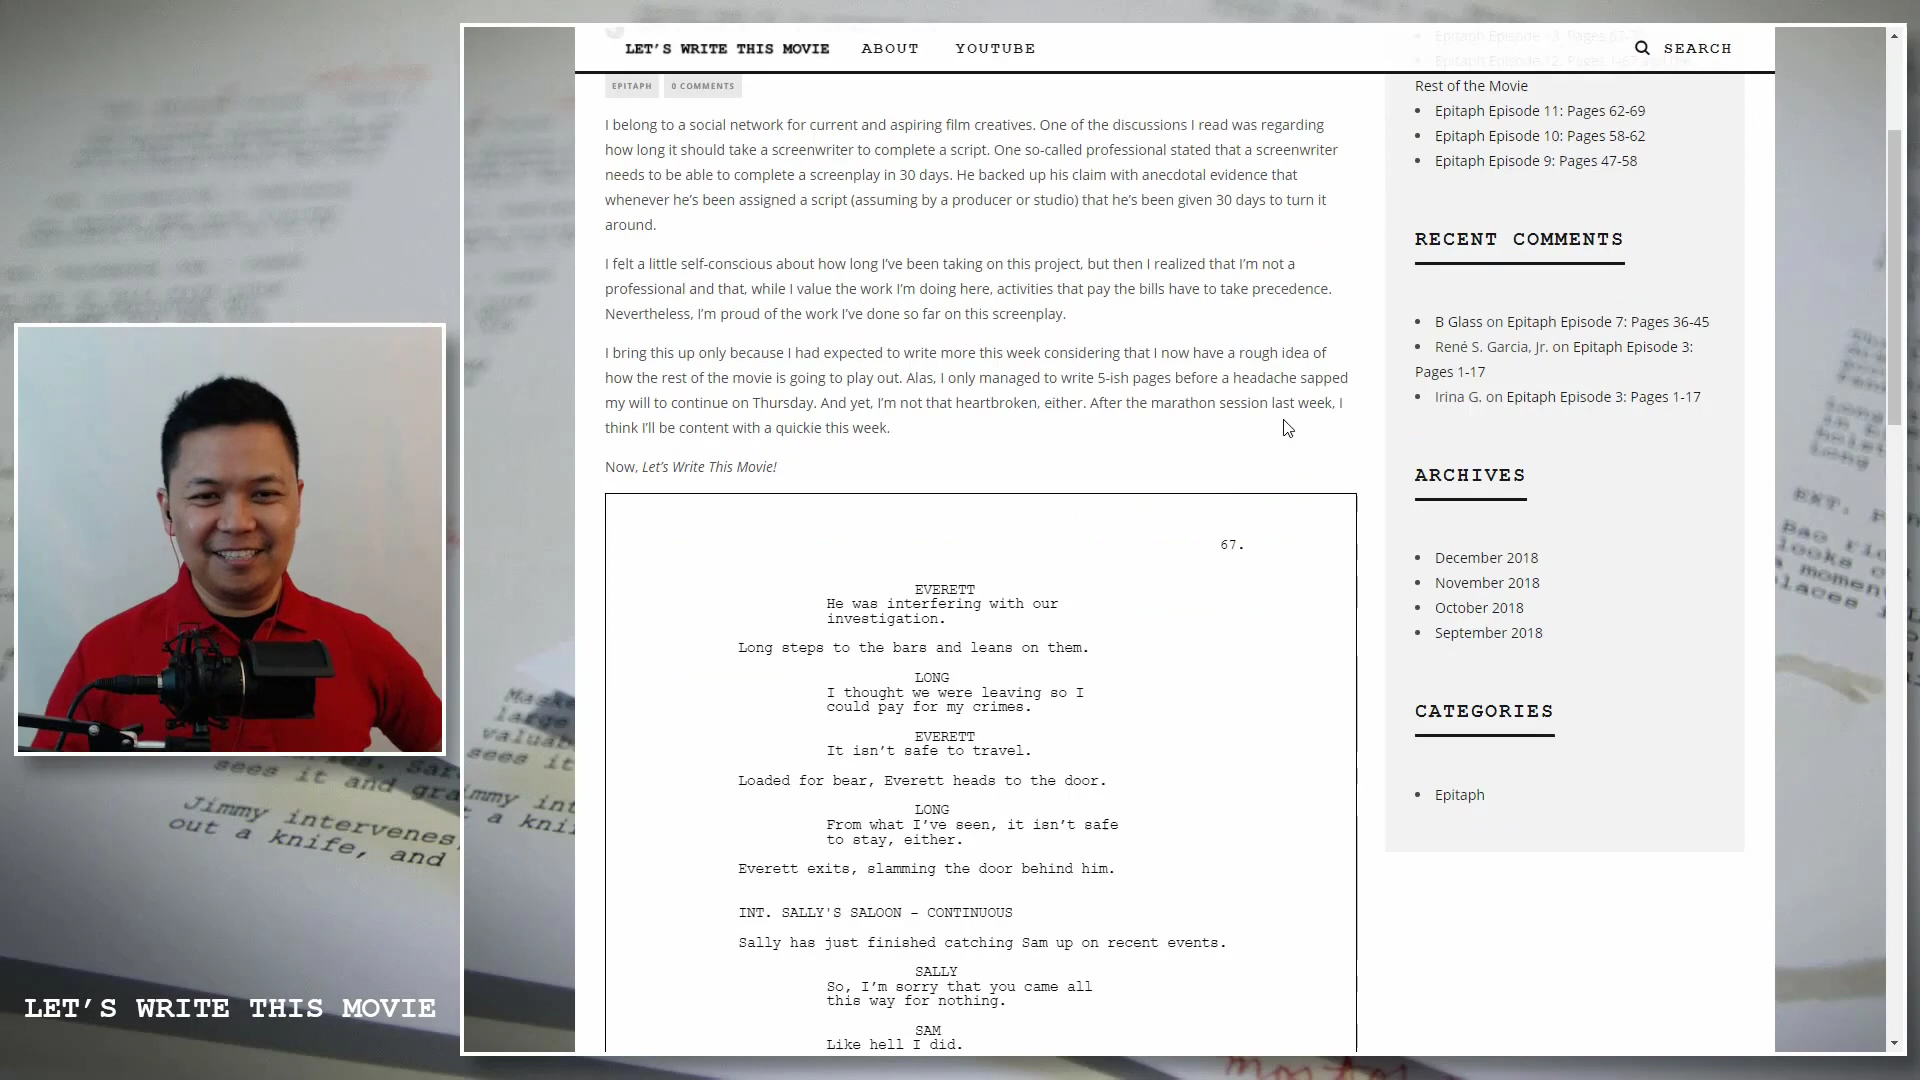 LET'S WRITE THIS MOVIE
ABOUT
YOUTUBE
SEARCH
EPITAPH
0 COMMENTS
I belong to a social network for current and aspiring film creatives. One of the discussions I read was regarding
how long it should take a screenwriter to complete a script. One so-called professional stated that a screenwriter
needs to be able to complete a screenplay in 30 days. He backed up his claim with anecdotal evidence that
whenever he's been assigned a script (assuming by a producer or studio) that he's been given 30 days to turn it
around.
I felt a little self-conscious about how long I've been taking on this project, but then I realized that I'm not a
professional and that, while I value the work I'm doing here, activities that pay the bills have to take precedence.
Nevertheless, I'm proud of the work I've done so far on this screenplay.
I bring this up only because I had expected to write more this week considering that I now have a rough idea of
how the rest of the movie is going to play out. Alas, I only managed to write 5-ish pages before a headache sapped
my will to continue on Thursday. And yet, I'm not that heartbroken, either. After the marathon session last week, I
think I'll be content with a quickie this week.
Now, Let's Write This Movie!
67.
EVERETT
He was interfering with our
investigation.
Long steps to the bars and leans on them.
LONG
I thought we were leaving so I
could pay for my crimes.
EVERETT
It isn't safe to travel.
Loaded for bear, Everett heads to the door.
LONG
From what I've seen, it isn't safe
to stay, either.
Everett exits, slamming the door behind him.
INT. SALLY'S SALOON - CONTINUOUS
Sally has just finished catching Sam up on recent events.
SALLY
So, I'm sorry that you came all
this way for nothing.
SAM
Like hell I did.
Rest of the Movie
Epitaph Episode 11: Pages 62-69
Epitaph Episode 10: Pages 58-62
Epitaph Episode 9: Pages 47-58
RECENT COMMENTS
B Glass on Epitaph Episode 7: Pages 36-45
René S. Garcia, Jr. on Epitaph Episode 3:
Pages 1-17
Irina G. on Epitaph Episode 3: Pages 1-17
ARCHIVES
December 2018
November 2018
October 2018
September 2018
CATEGORIES
Epitaph
LET'S WRITE THIS MOVIE
sees it and
Jimmy intervenes
out a knife, and